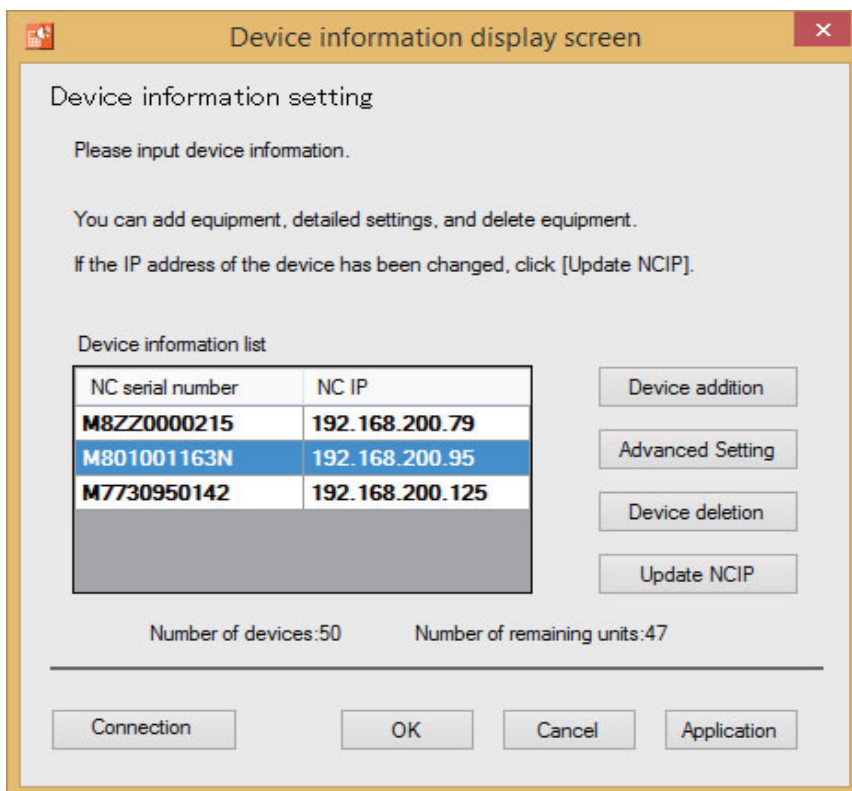 Device information display screen
Device information setting
Please input device information.
You can add equipment, detailed settings, and delete equipment.
If the IP address of the device has been changed, click [Update NCIP].
Device information list
NC serial number NC IP
M8ZZ0000215 192.168.200.79
M801001163N 192.168.200.95
M7730950142 192.168.200.125
Device addition
Advanced Setting
Device deletion
Update NCIP
Number of devices:50 Number of remaining units:47
Connection OK Cancel Application